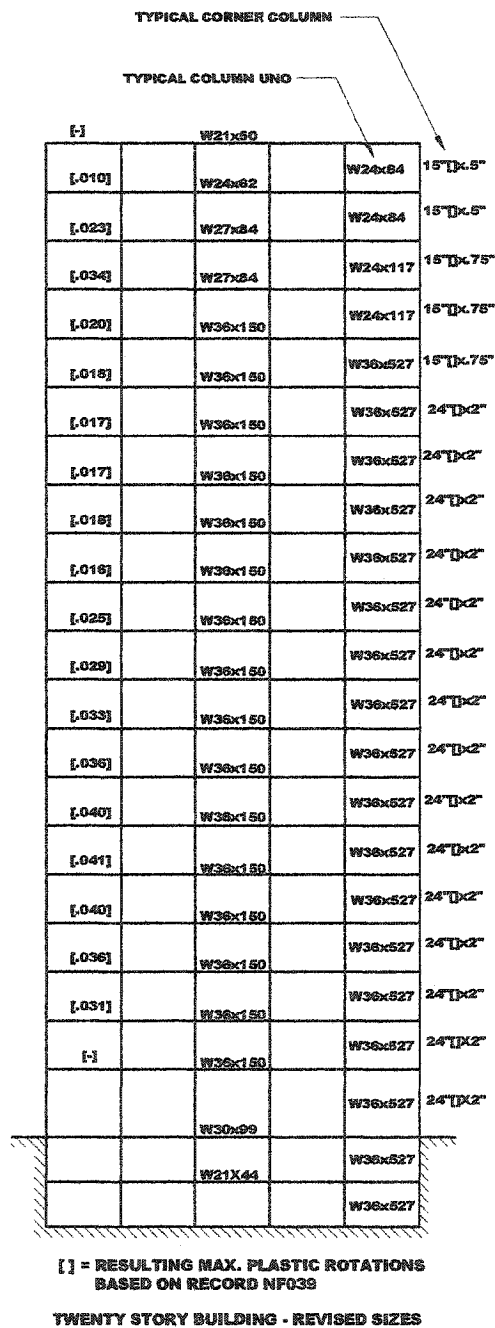 TYPICAL CORNER COLUMN
TYPICAL COLUMN UNO
[-] W21x50
W24x84 15"[]x.5"
[.010] W24x62
W24x84 15"[]x.5"
[.023] W27x84
W24x117 15"[]x.75"
[.034] W27x84
W24x117 15"[]x.75"
[.020] W36x150
W36x527 15"[]x.75"
[.015] W36x150
W36x527 24"[]x2"
[.017] W36x150
W36x527 24"[]x2"
[.017] W36x150
W36x527 24"[]x2"
[.018] W36x150
W36x527 24"[]x2"
[.016] W36x150
W36x527 24"[]x2"
[.025] W36x150
W36x527 24"[]x2"
[.029] W36x150
W36x527 24"[]x2"
[.033] W36x150
W36x527 24"[]x2"
[.036] W36x150
W36x527 24"[]x2"
[.040] W36x150
W36x527 24"[]x2"
[.041] W36x150
W36x527 24"[]x2"
[.040] W36x150
W36x527 24"[]x2"
[.036] W36x150
W36x527 24"[]x2"
[.031] W36x150
W36x527 24"[]X2"
[-] W36x150
W36x527 24"[]X2"
W30x99
W36x527
W21X44
W36x527
[ ] = RESULTING MAX. PLASTIC ROTATIONS
BASED ON RECORD NF039
TWENTY STORY BUILDING - REVISED SIZES